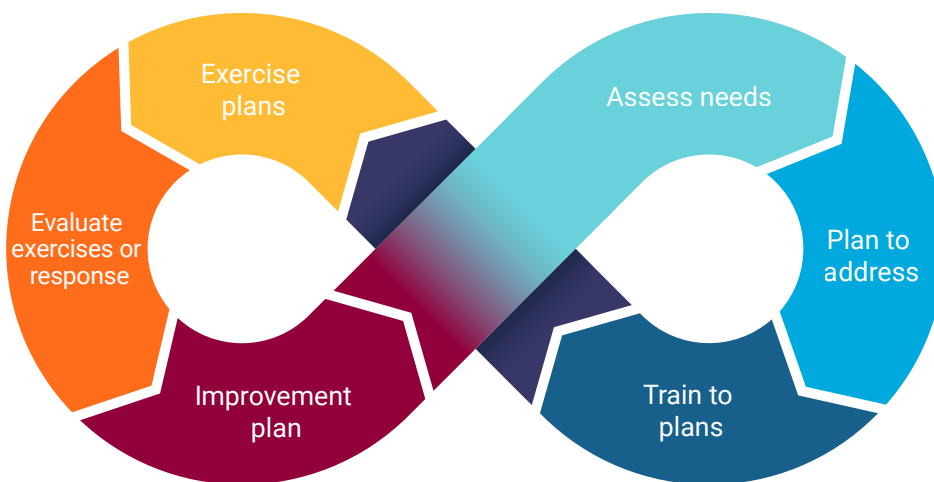 Exercise
plans
Assess needs
Evaluate
exercises or
response
Plan to
address
Improvement
plan
Train to
plans